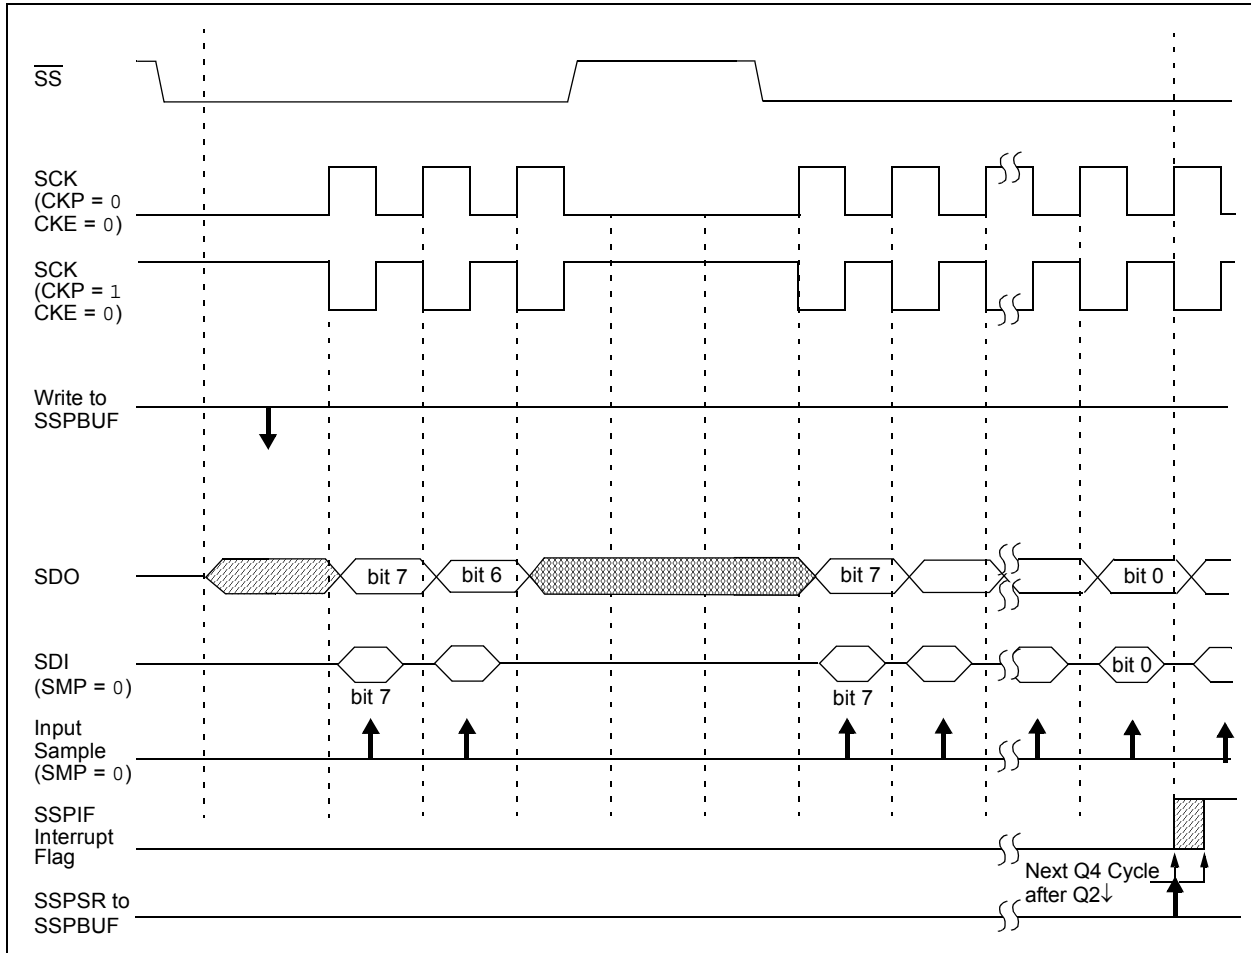 SS
SCK
(CKP = 0
CKE = 0)
SCK
(CKP = 1
CKE = 0)
Write to
SSPBUF
SDO
bit 7
bit 6
bit 7
bit 0
SDI
(SMP = 0)
bit 7
bit 7
bit 0
Input
Sample
(SMP = 0)
SSPIF
Interrupt
Flag
Next Q4 Cycle
after Q2↓
SSPSR to
SSPBUF